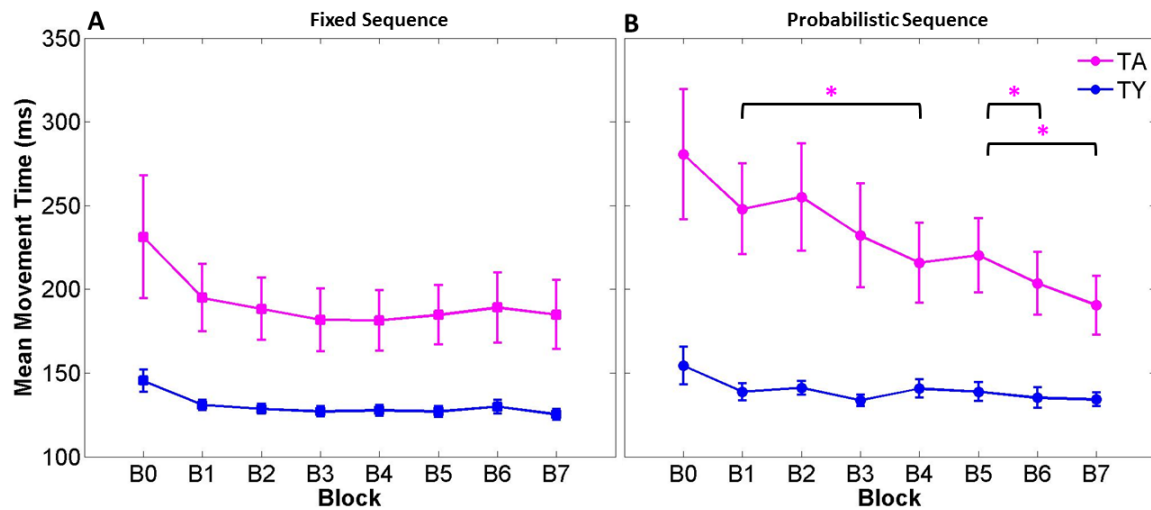 A
Fixed Sequence
B
Probabilistic Sequence
Mean Movement Time (ms)
350
300
250
200
150
100
TA
TY
*
*
*
B0 B1 B2 B3 B4 B5 B6 B7
B0 B1 B2 B3 B4 B5 B6 B7
Block
Block